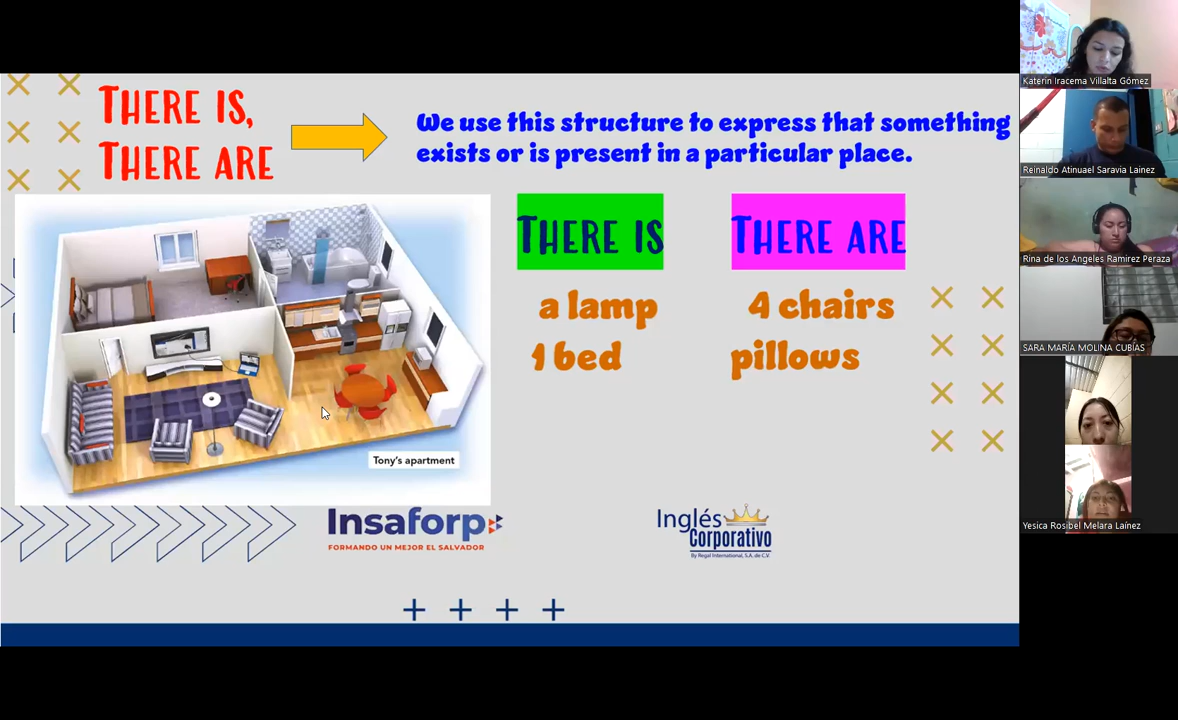 THERE IS,
THERE ARE
We use this structure to express that something
exists or is present in a particular place.
THERE IS
THERE ARE
a lamp
4 chairs
1 bed
pillows
Tony's apartment
Insaforp
FORMANDO UN MEJOR EL SALVADOR
Inglés
Corporativo
By Regal International, S.A. de C.V.
Katerin Iracema Villalta Gómez
Reinaldo Atinuael Saravia Lainez
Rina de los Angeles Ramirez Peraza
SARA MARÍA MOLINA CUBÍAS
Yesica Rosibel Melara Laínez